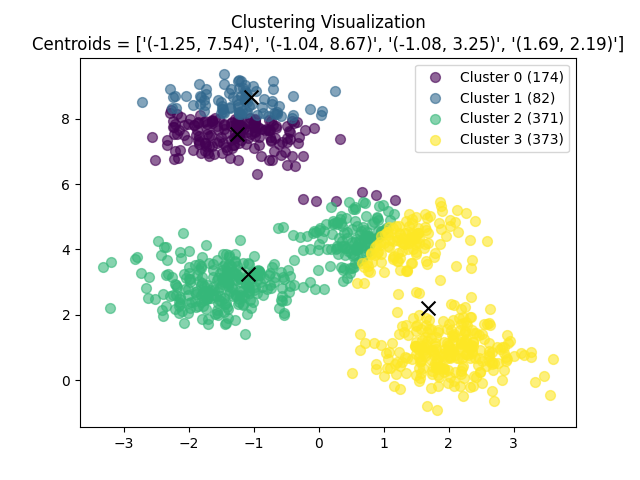 Clustering Visualization
Centroids = ['(-1.25, 7.54)', '(-1.04, 8.67)', '(-1.08, 3.25)', '(1.69, 2.19)']
Cluster 0 (174)
Cluster 1 (82)
Cluster 2 (371)
Cluster 3 (373)
8
6
4
2
0
−3 −2 −1 0 1 2 3